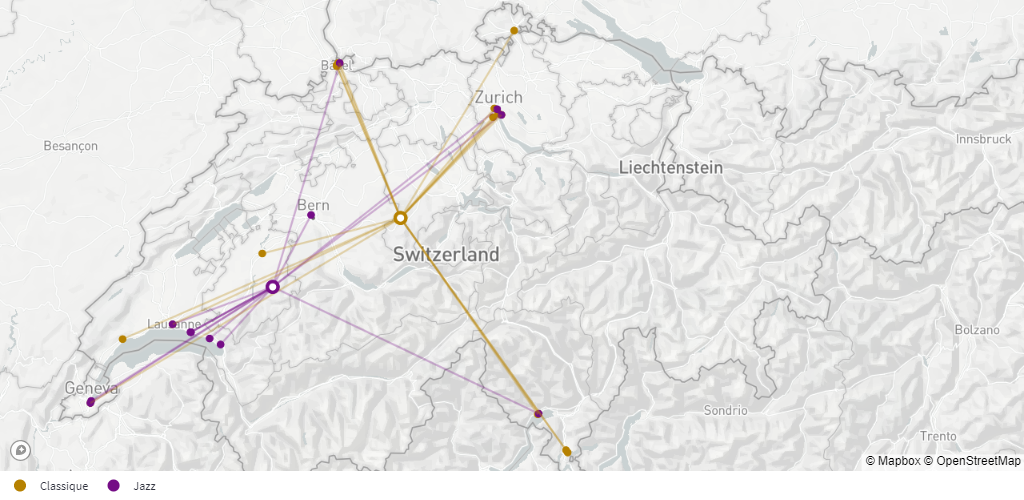 Basel
Zurich
Besançon
Innsbruck
Liechtenstein
Bern
Switzerland
Lausanne
Bolzano
Geneva
Sondrio
Trento
© Mapbox © OpenStreetMap
Classique
Jazz